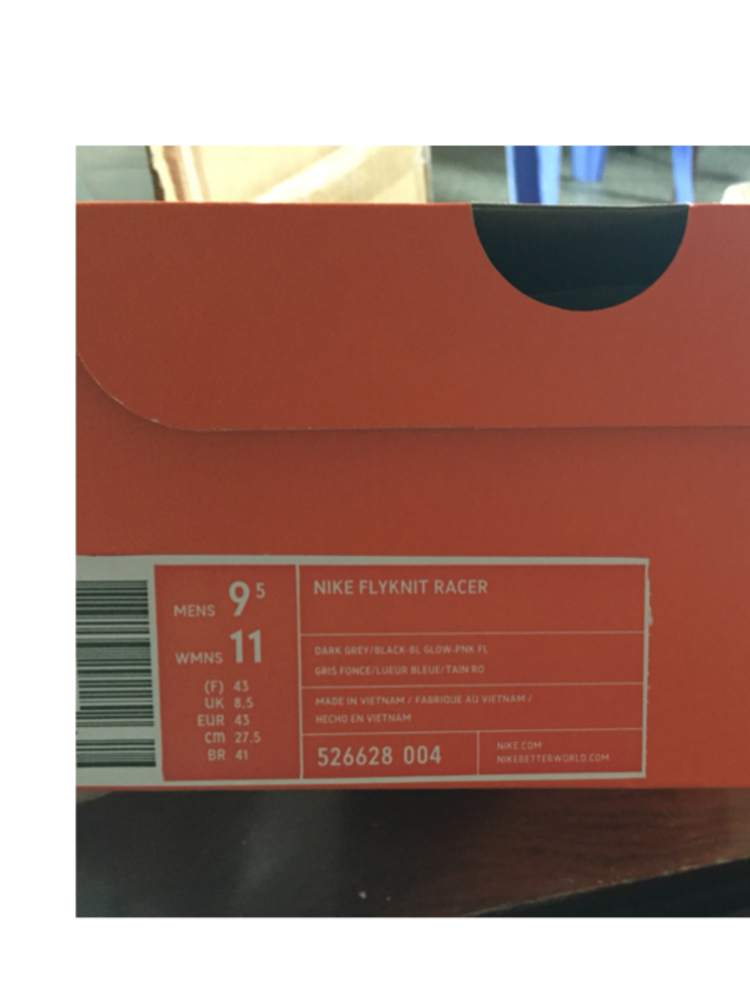 MENS 9 5
WMNS 11
(F) 43
UK 8.5
EUR 43
cm 27.5
BR 41
NIKE FLYKNIT RACER
DARK GREY/BLACK-BL GLOW-PNK FL
GRIS FONCE/LUEUR BLEUE/TAIN RO
MADE IN VIETNAM / FABRIQUE AU VIETNAM /
HECHO EN VIETNAM
526628 004
NIKE.COM
NIKEBETTERWORLD.COM